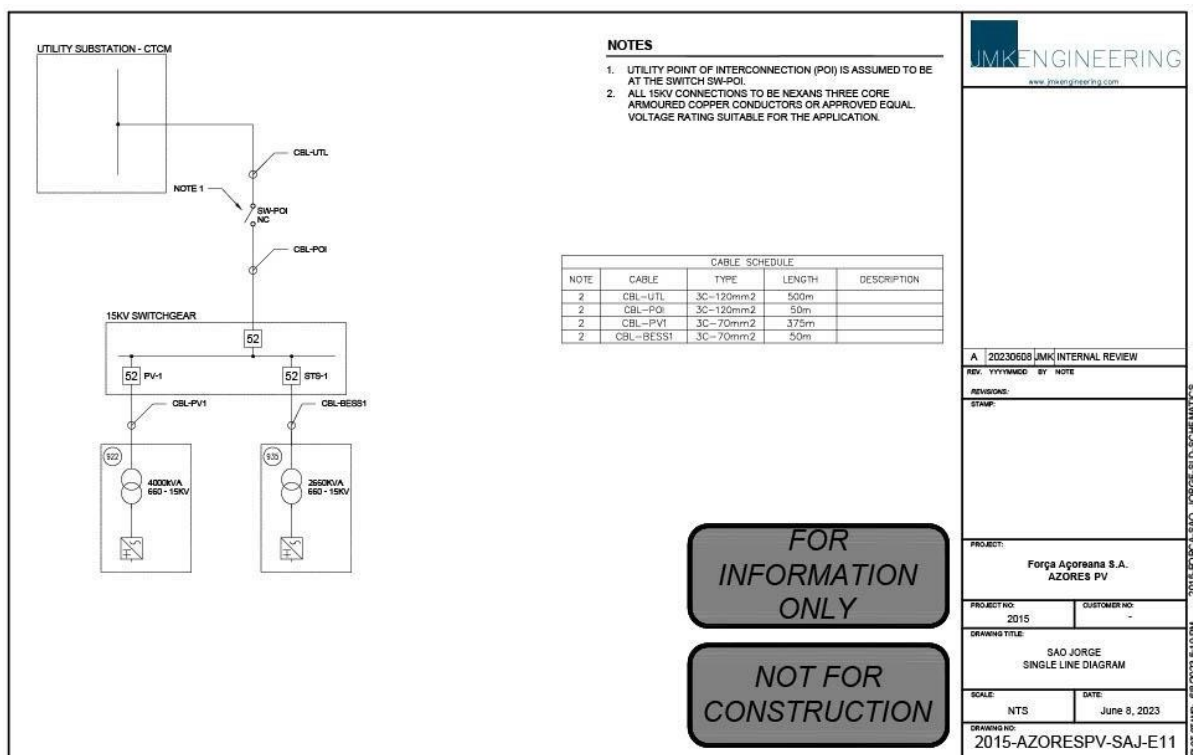 UTILITY SUBSTATION - CTCM
CBL-UTL
NOTE 1
SW-POI
NC
CBL-POI
15KV SWITCHGEAR
52
52 PV-1
52 STS-1
CBL-PV1
CBL-BESS1
922
4000KVA
660 - 15KV
935
2660KVA
660 - 15KV
NOTES
1. UTILITY POINT OF INTERCONNECTION (POI) IS ASSUMED TO BE
AT THE SWITCH SW-POI.
2. ALL 15KV CONNECTIONS TO BE NEXANS THREE CORE
ARMOURED COPPER CONDUCTORS OR APPROVED EQUAL.
VOLTAGE RATING SUITABLE FOR THE APPLICATION.
CABLE SCHEDULE
NOTE CABLE TYPE LENGTH DESCRIPTION
2 CBL-UTL 3C-120mm2 500m
2 CBL-POI 3C-120mm2 50m
2 CBL-PV1 3C-70mm2 375m
2 CBL-BESS1 3C-70mm2 50m
FOR
INFORMATION
ONLY
NOT FOR
CONSTRUCTION
JMKENGINEERING
www.jmkengineering.com
A 20230608 JMK INTERNAL REVIEW
REV. YYYYMMDD BY NOTE
REVISIONS:
STAMP:
PROJECT:
Força Açoreana S.A.
AZORES PV
PROJECT NO: CUSTOMER NO:
2015 -
DRAWING TITLE:
SAO JORGE
SINGLE LINE DIAGRAM
SCALE: DATE:
NTS June 8, 2023
DRAWING NO:
2015-AZORESPV-SAJ-E11